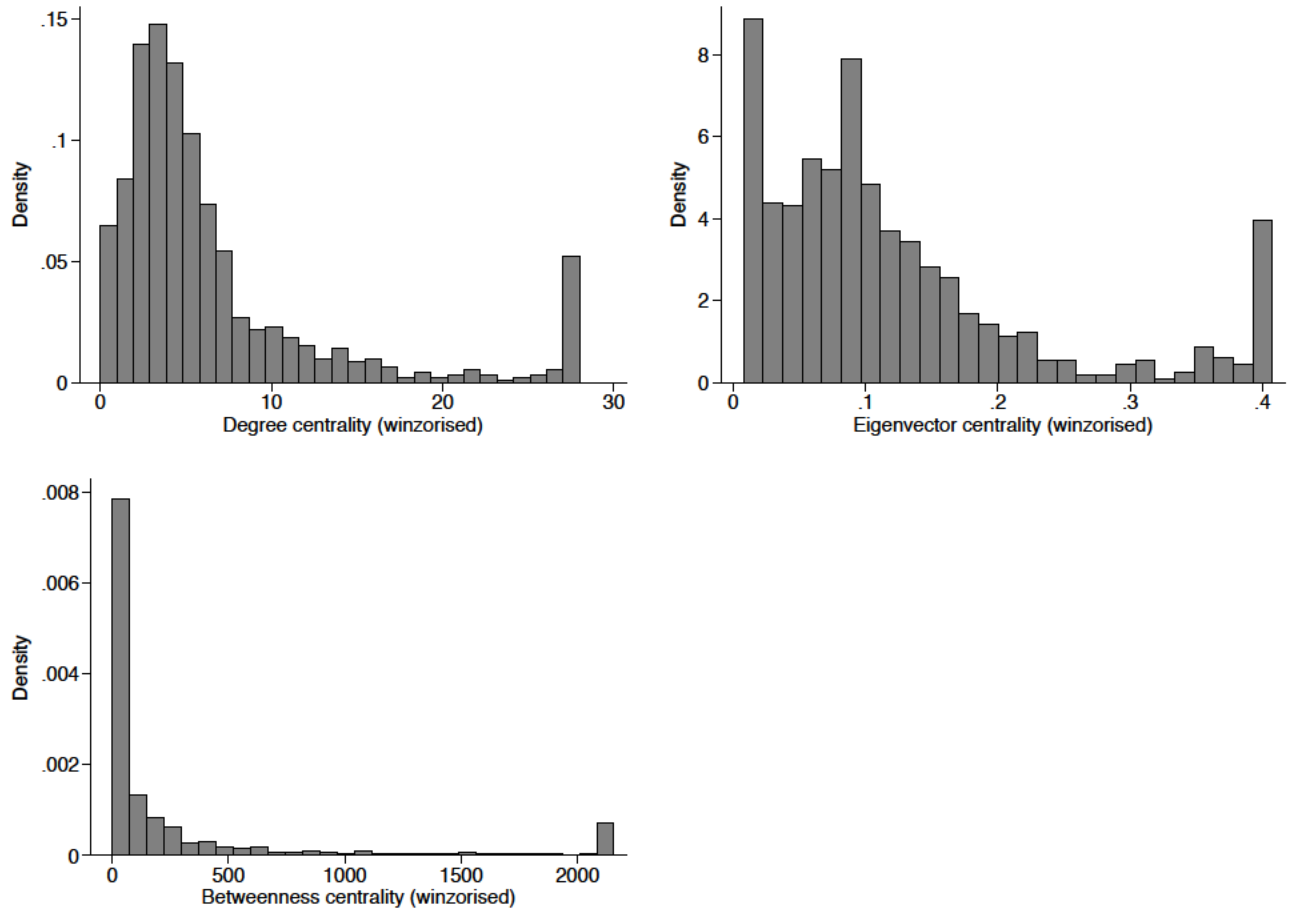 .15
.1
.05
0
Density
0 10 20 30
Degree centrality (winzorised)
8
6
4
2
0
Density
0 .1 .2 .3 .4
Eigenvector centrality (winzorised)
.008
.006
.004
.002
0
Density
0 500 1000 1500 2000
Betweenness centrality (winzorised)